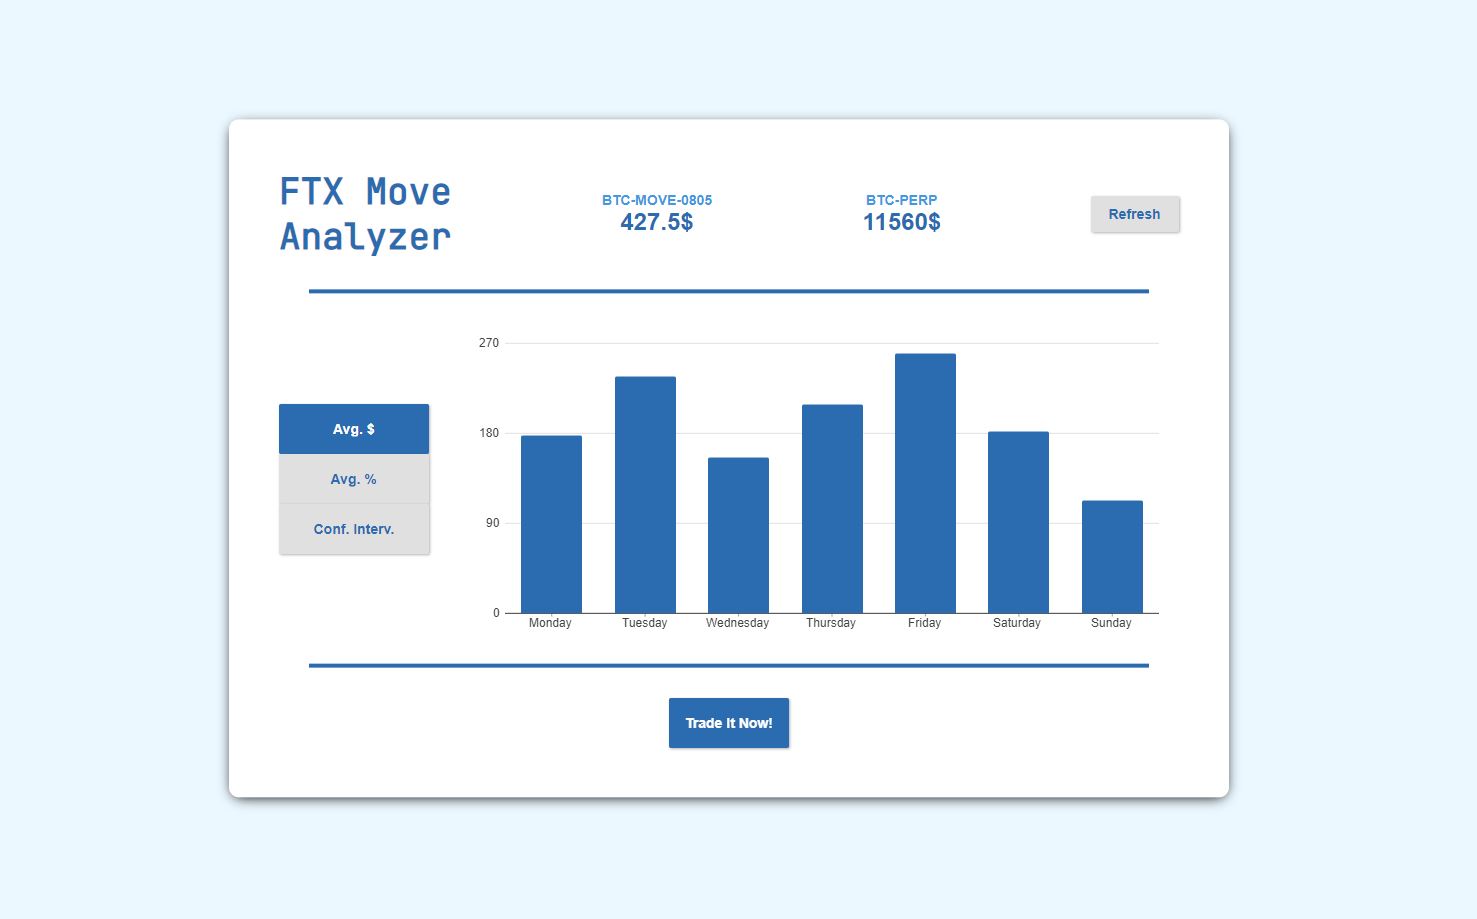 FTX Move
Analyzer
BTC-MOVE-0805
427.5$
BTC-PERP
11560$
Refresh
Avg. $
Avg. %
Conf. Interv.
270
180
90
0
Monday
Tuesday
Wednesday
Thursday
Friday
Saturday
Sunday
Trade It Now!